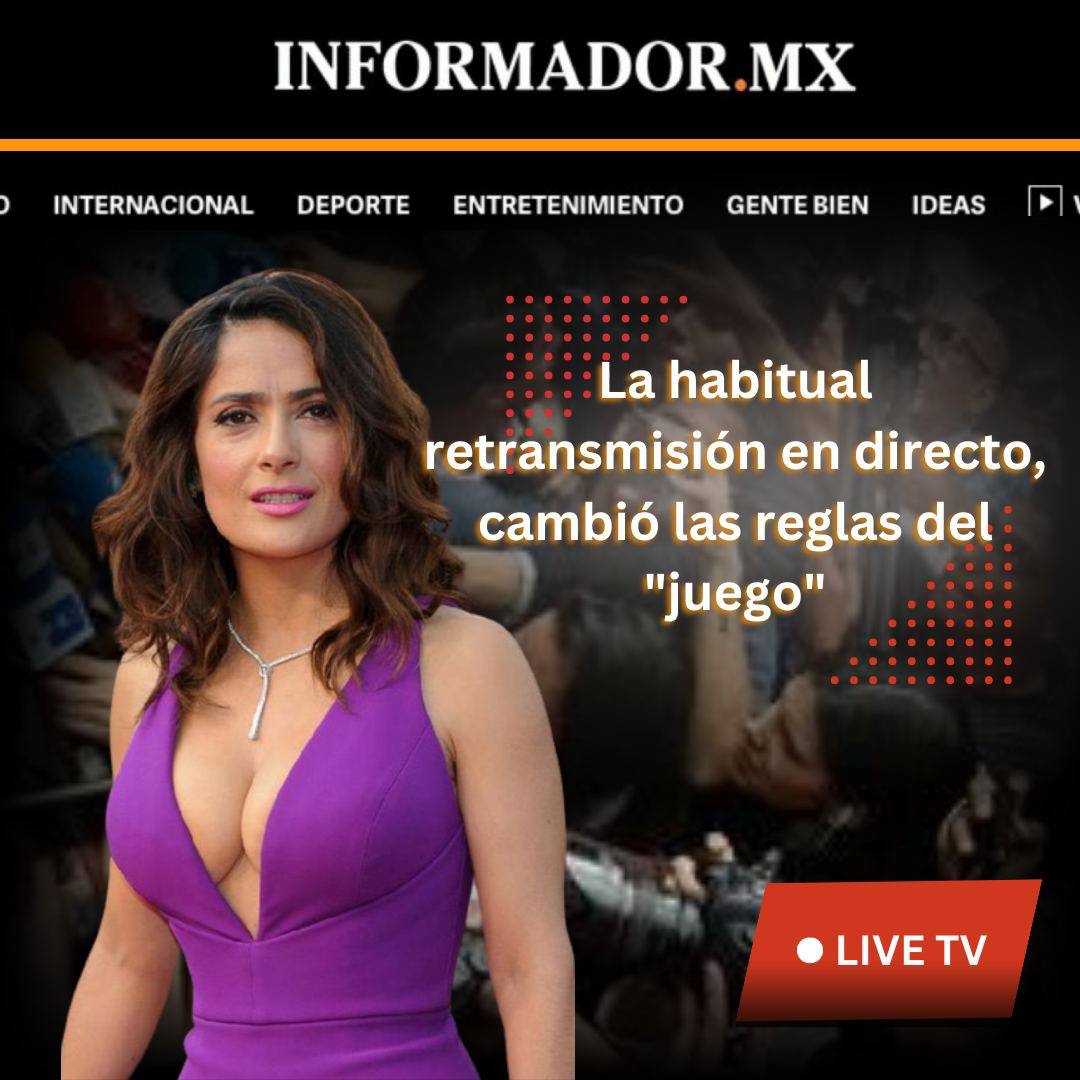 INFORMADOR.MX
INTERNACIONAL DEPORTE ENTRETENIMIENTO GENTE BIEN IDEAS
La habitual
retransmisión en directo,
cambió las reglas del
"juego"
LIVE TV